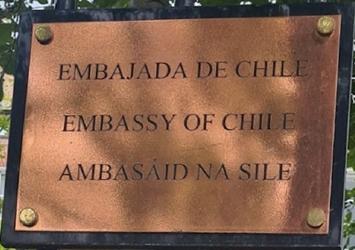 EMBAJADA DE CHILE
EMBASSY OF CHILE
AMBASÁID NA SILE